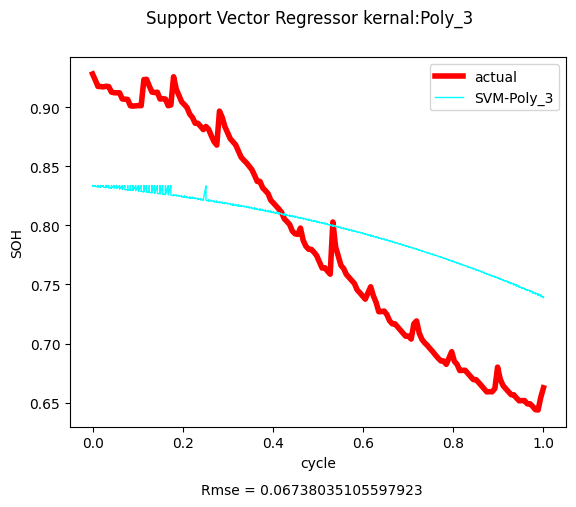 Support Vector Regressor kernal:Poly_3
actual
SVM-Poly_3
0.90
0.85
0.80
0.75
0.70
0.65
SOH
0.0 0.2 0.4 0.6 0.8 1.0
cycle
Rmse = 0.06738035105597923